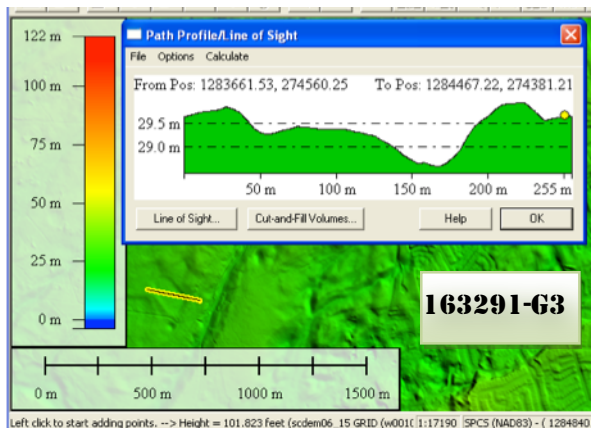 Path Profile/Line of Sight
File Options Calculate
From Pos: 1283661.53, 274560.25 To Pos: 1284467.22, 274381.21
29.5 m
29.0 m
50 m 100 m 150 m 200 m 255 m
Line of Sight... Cut-and-Fill Volumes... Help OK
122 m
100 m
75 m
50 m
25 m
0 m
163291-G3
0 m 500 m 1000 m 1500 m
Left click to start adding points. --> Height = 101.823 feet (scdem06_15 GRID (w001 1:17190 SPCS (NAD83) - ( 1284840